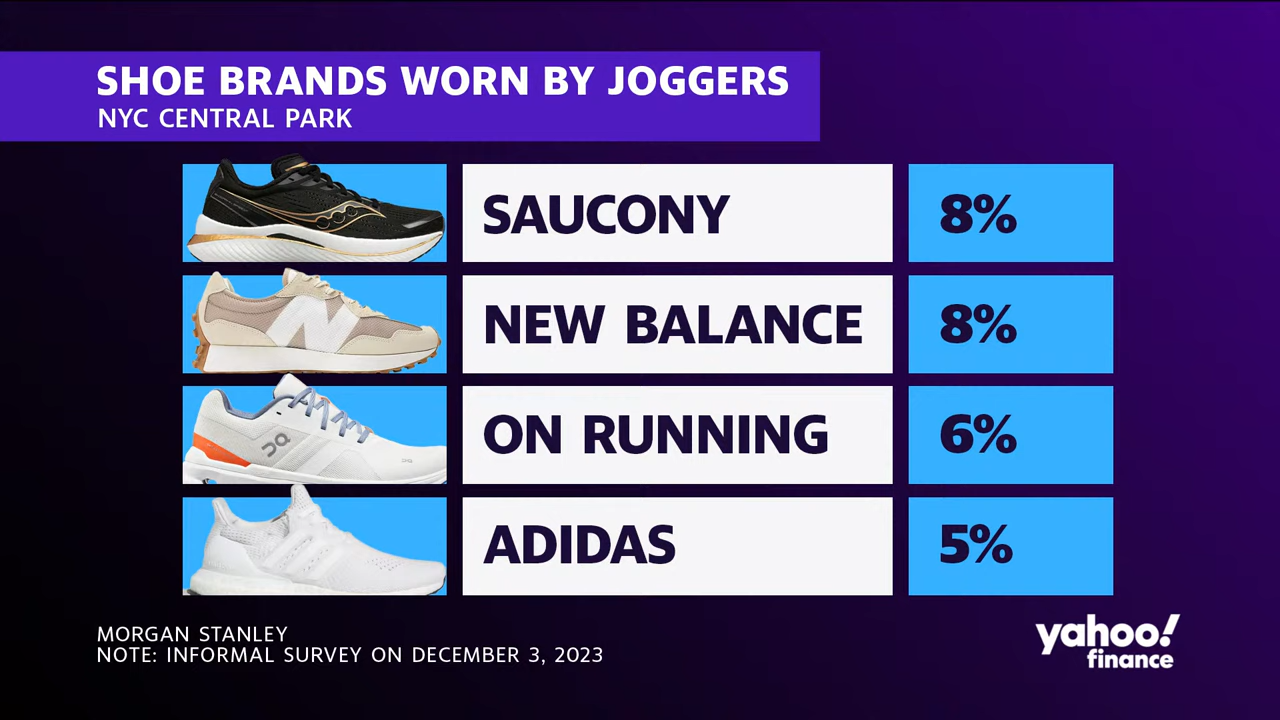 SHOE BRANDS WORN BY JOGGERS
NYC CENTRAL PARK
SAUCONY 8%
NEW BALANCE 8%
ON RUNNING 6%
ADIDAS 5%
MORGAN STANLEY
NOTE: INFORMAL SURVEY ON DECEMBER 3, 2023
yahoo!
finance